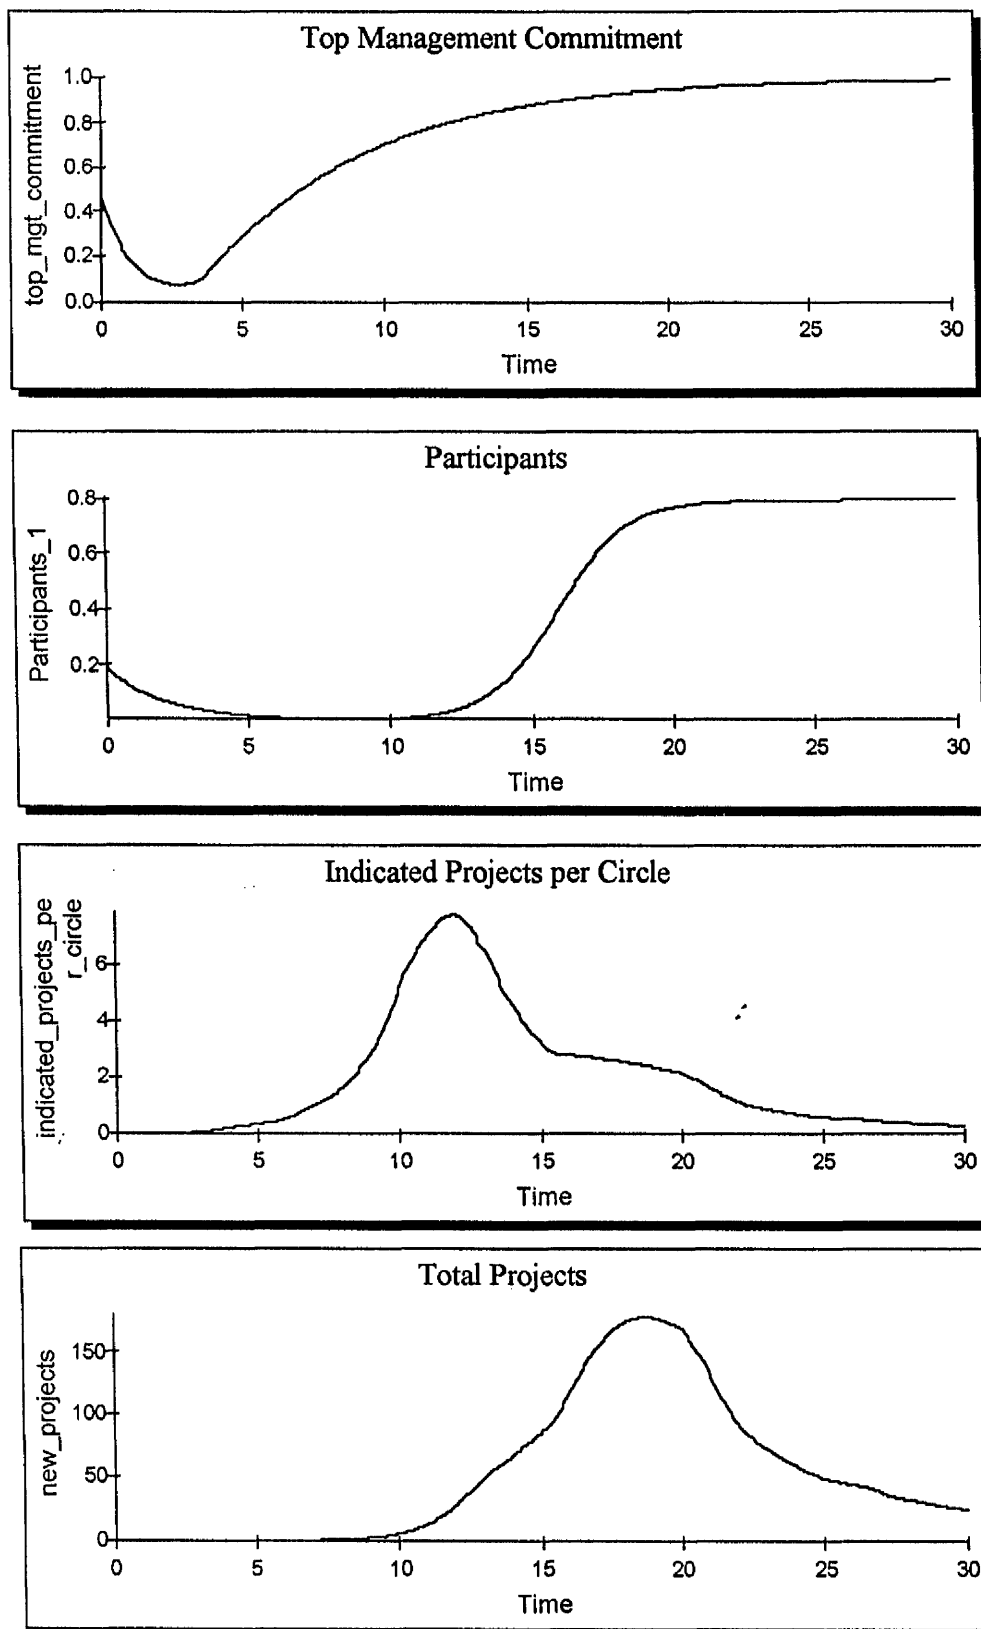 Top Management Commitment
top_mgt_commitment
1.0
0.8
0.6
0.4
0.2
0.0
0 5 10 15 20 25 30
Time
Participants
Participants_1
0.8
0.6
0.4
0.2
0 5 10 15 20 25 30
Time
Indicated Projects per Circle
indicated_projects_pe
r_circle
6
4
2
0
0 5 10 15 20 25 30
Time
Total Projects
new_projects
150
100
50
0
0 5 10 15 20 25 30
Time